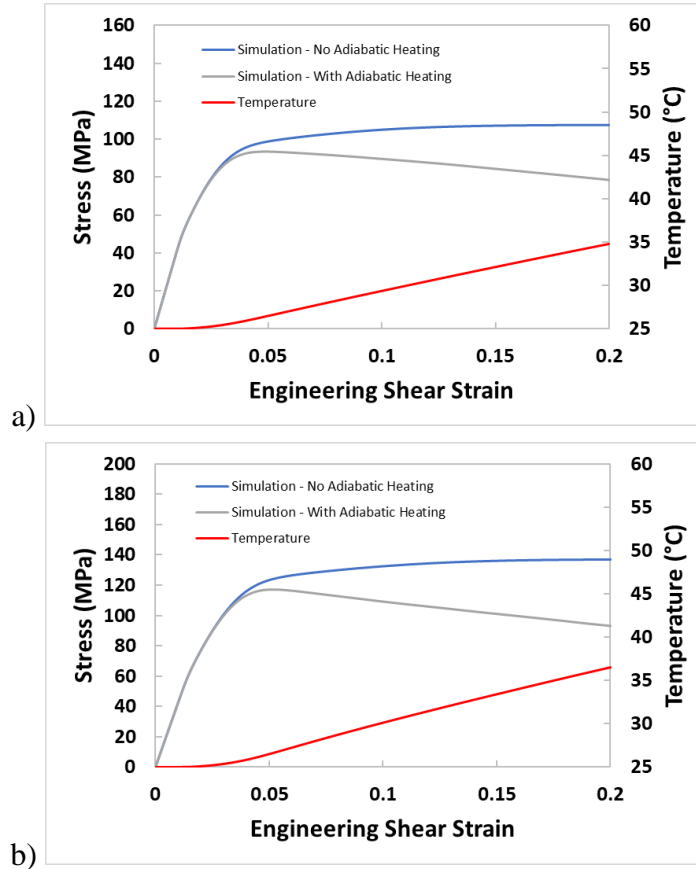 160
140
120
100
80
60
40
20
0
Stress (MPa)
Simulation - No Adiabatic Heating
Simulation - With Adiabatic Heating
Temperature
60
55
50
45
40
35
30
25
Temperature (°C)
0 0.05 0.1 0.15 0.2
Engineering Shear Strain
a)
200
180
160
140
120
100
80
60
40
20
0
Stress (MPa)
Simulation - No Adiabatic Heating
Simulation - With Adiabatic Heating
Temperature
60
55
50
45
40
35
30
25
Temperature (°C)
0 0.05 0.1 0.15 0.2
Engineering Shear Strain
b)